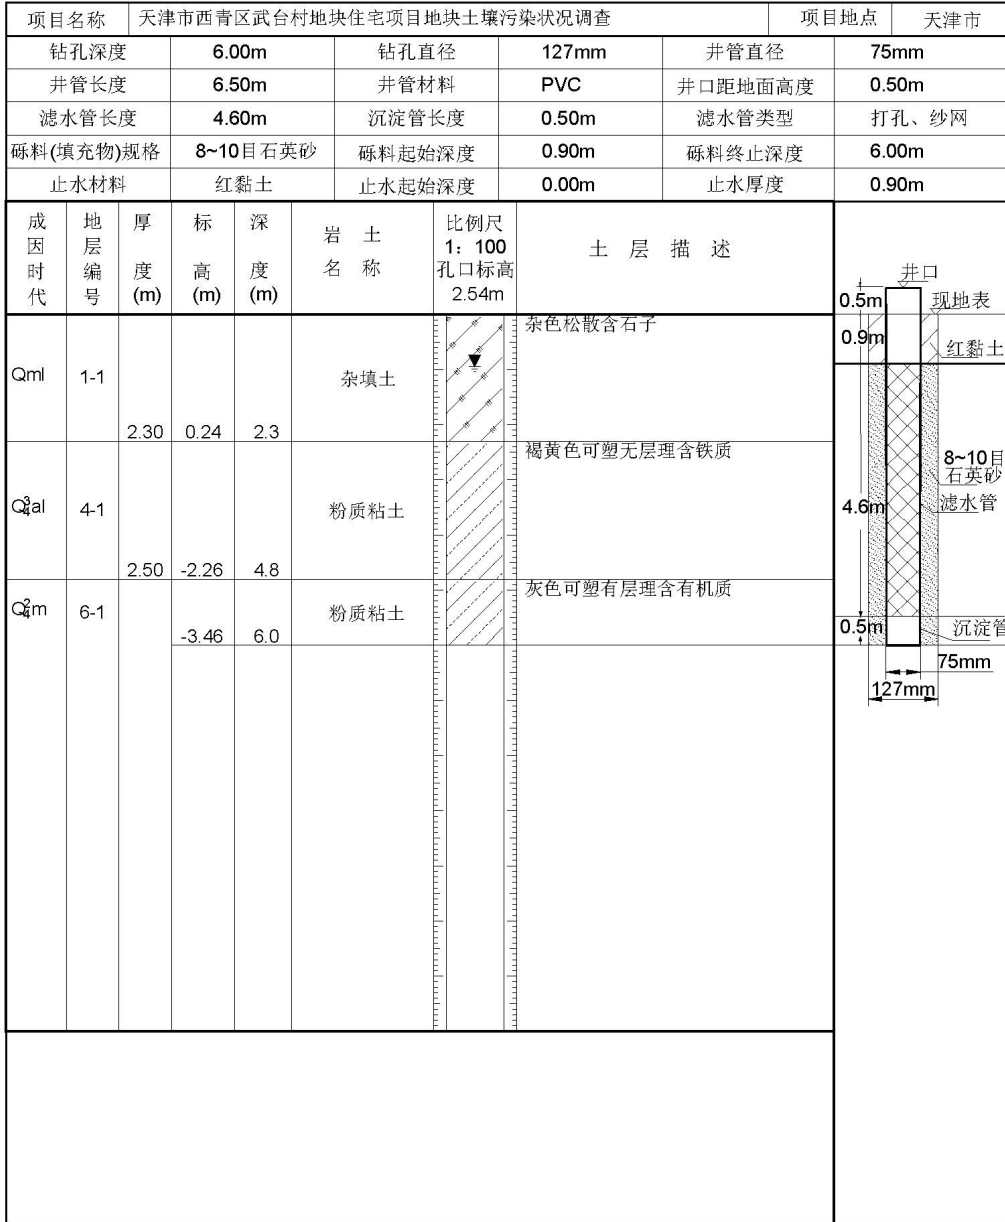 项目名称 天津市西青区武台村地块住宅项目地块土壤污染状况调查 项目地点 天津市
钻孔深度 6.00m 钻孔直径 127mm 井管直径 75mm
井管长度 6.50m 井管材料 PVC 井口距地面高度 0.50m
滤水管长度 4.60m 沉淀管长度 0.50m 滤水管类型 打孔、纱网
砾料(填充物)规格 8~10目石英砂 砾料起始深度 0.90m 砾料终止深度 6.00m
止水材料 红黏土 止水起始深度 0.00m 止水厚度 0.90m
成因时代 地层编号 厚度(m) 标高(m) 深度(m) 岩土名称 比例尺 1：100 孔口标高 2.54m 土层描述
Qml 1-1 2.30 0.24 2.3 杂填土 杂色松散含石子
Q₄³al 4-1 2.50 -2.26 4.8 粉质粘土 褐黄色可塑无层理含铁质
Q₄²m 6-1 -3.46 6.0 粉质粘土 灰色可塑有层理含有机质
井口
0.5m 现地表
0.9m 红黏土
8~10目
石英砂
4.6m 滤水管
0.5m 沉淀管
75mm
127mm